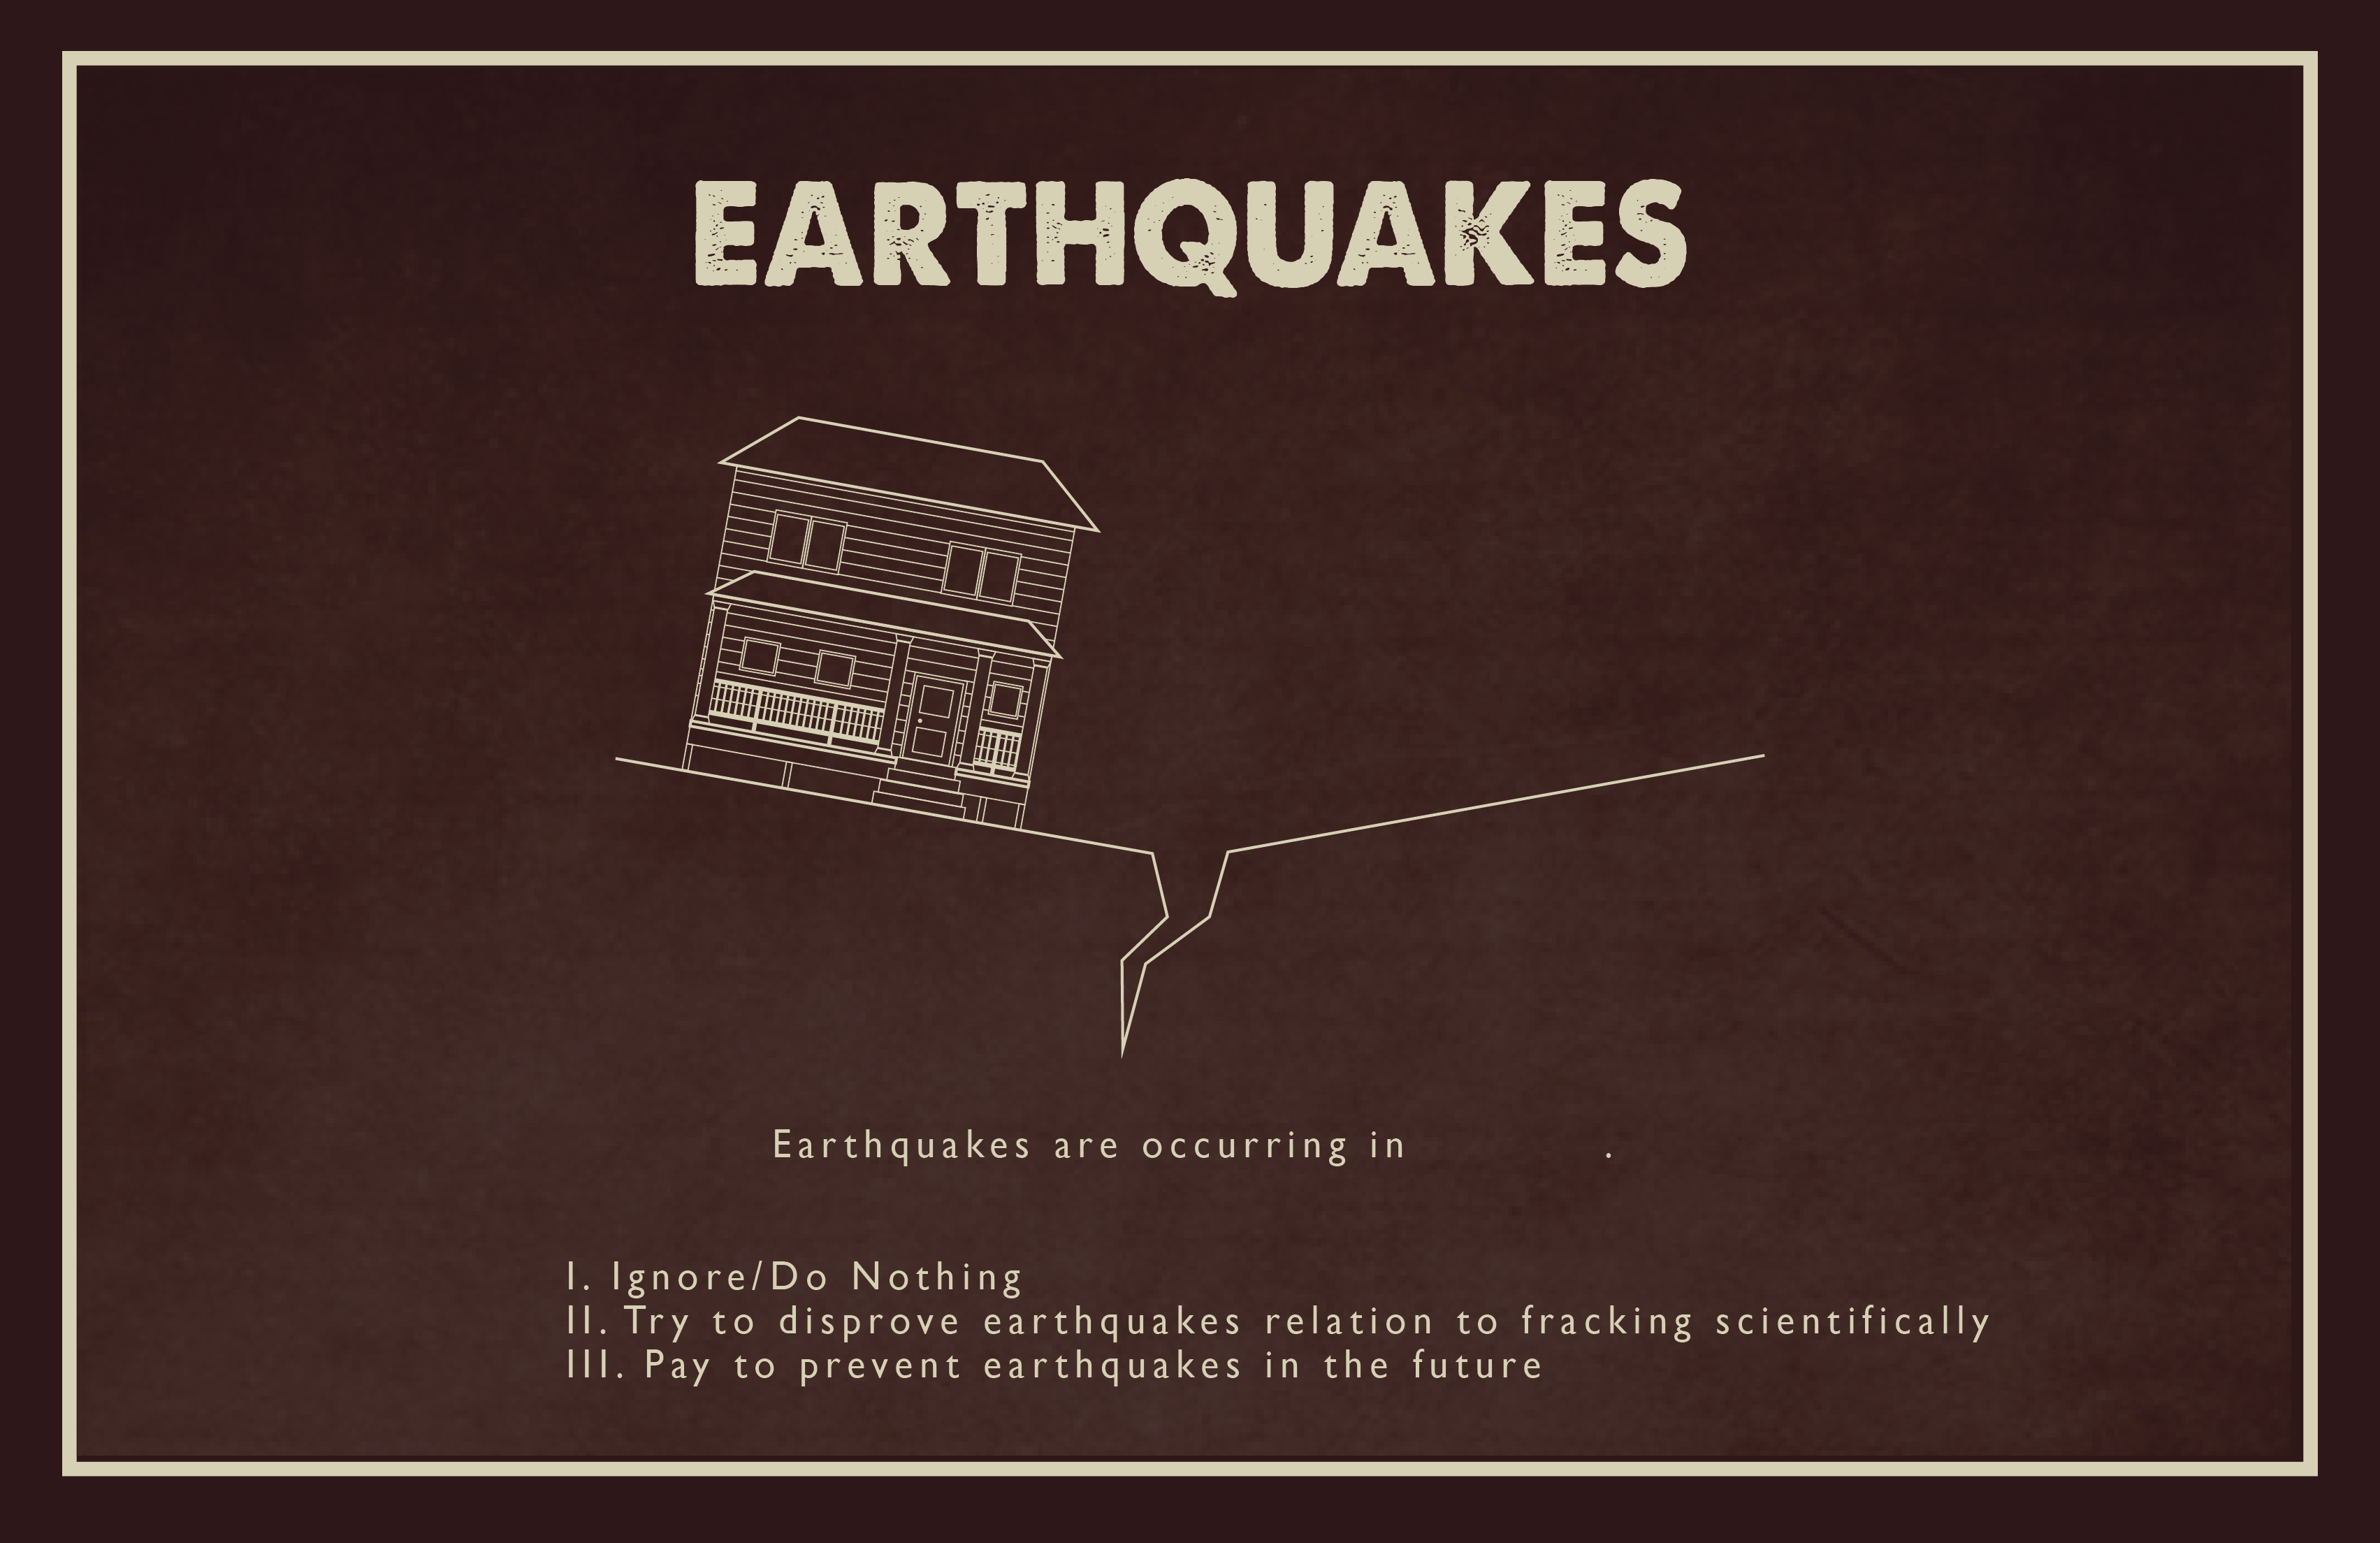 EARTHQUAKES
Earthquakes are occurring in .
I. Ignore/Do Nothing
II. Try to disprove earthquakes relation to fracking scientifically
III. Pay to prevent earthquakes in the future